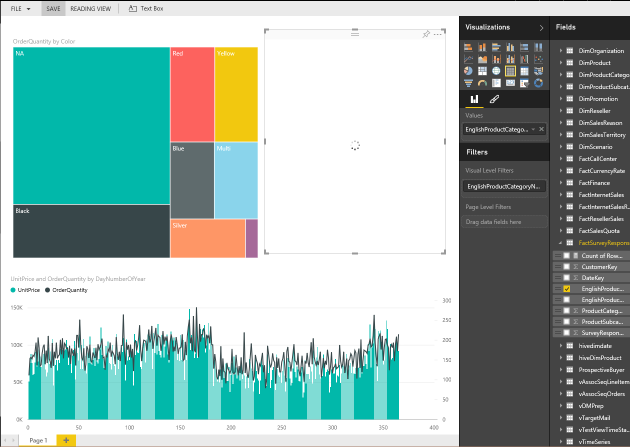 FILE SAVE READING VIEW Text Box
OrderQuantity by Color
NA
Red
Yellow
Blue
Multi
Black
Silver
UnitPrice and OrderQuantity by DayNumberOfYear
UnitPrice OrderQuantity
150K
100K
50K
0K
300
250
200
150
100
50
0
0 50 100 150 200 250 300 350 400
Page 1 +
Visualizations
Values
EnglishProductCatego...
Filters
Visual Level Filters
EnglishProductCategoryN...
Page Level Filters
Drag data fields here
Fields
DimOrganization
DimProduct
DimProductCatego
DimProductSubcat.
DimPromotion
DimReseller
DimSalesReason
DimSalesTerritory
DimScenario
FactCallCenter
FactCurrencyRate
FactFinance
FactInternetSales
FactInternetSalesR..
FactResellerSales
FactSalesQuota
FactSurveyRespons
Count of Row...
CustomerKey
DateKey
EnglishProduc...
EnglishProduc...
ProductCateg...
ProductSubca...
SurveyRespon...
hivedimdate
hiveDimProduct
ProspectiveBuyer
vAssocSeqLineItem
vAssocSeqOrders
vDMPrep
vTargetMail
vTestViewTimeSta..
vTimeSeries